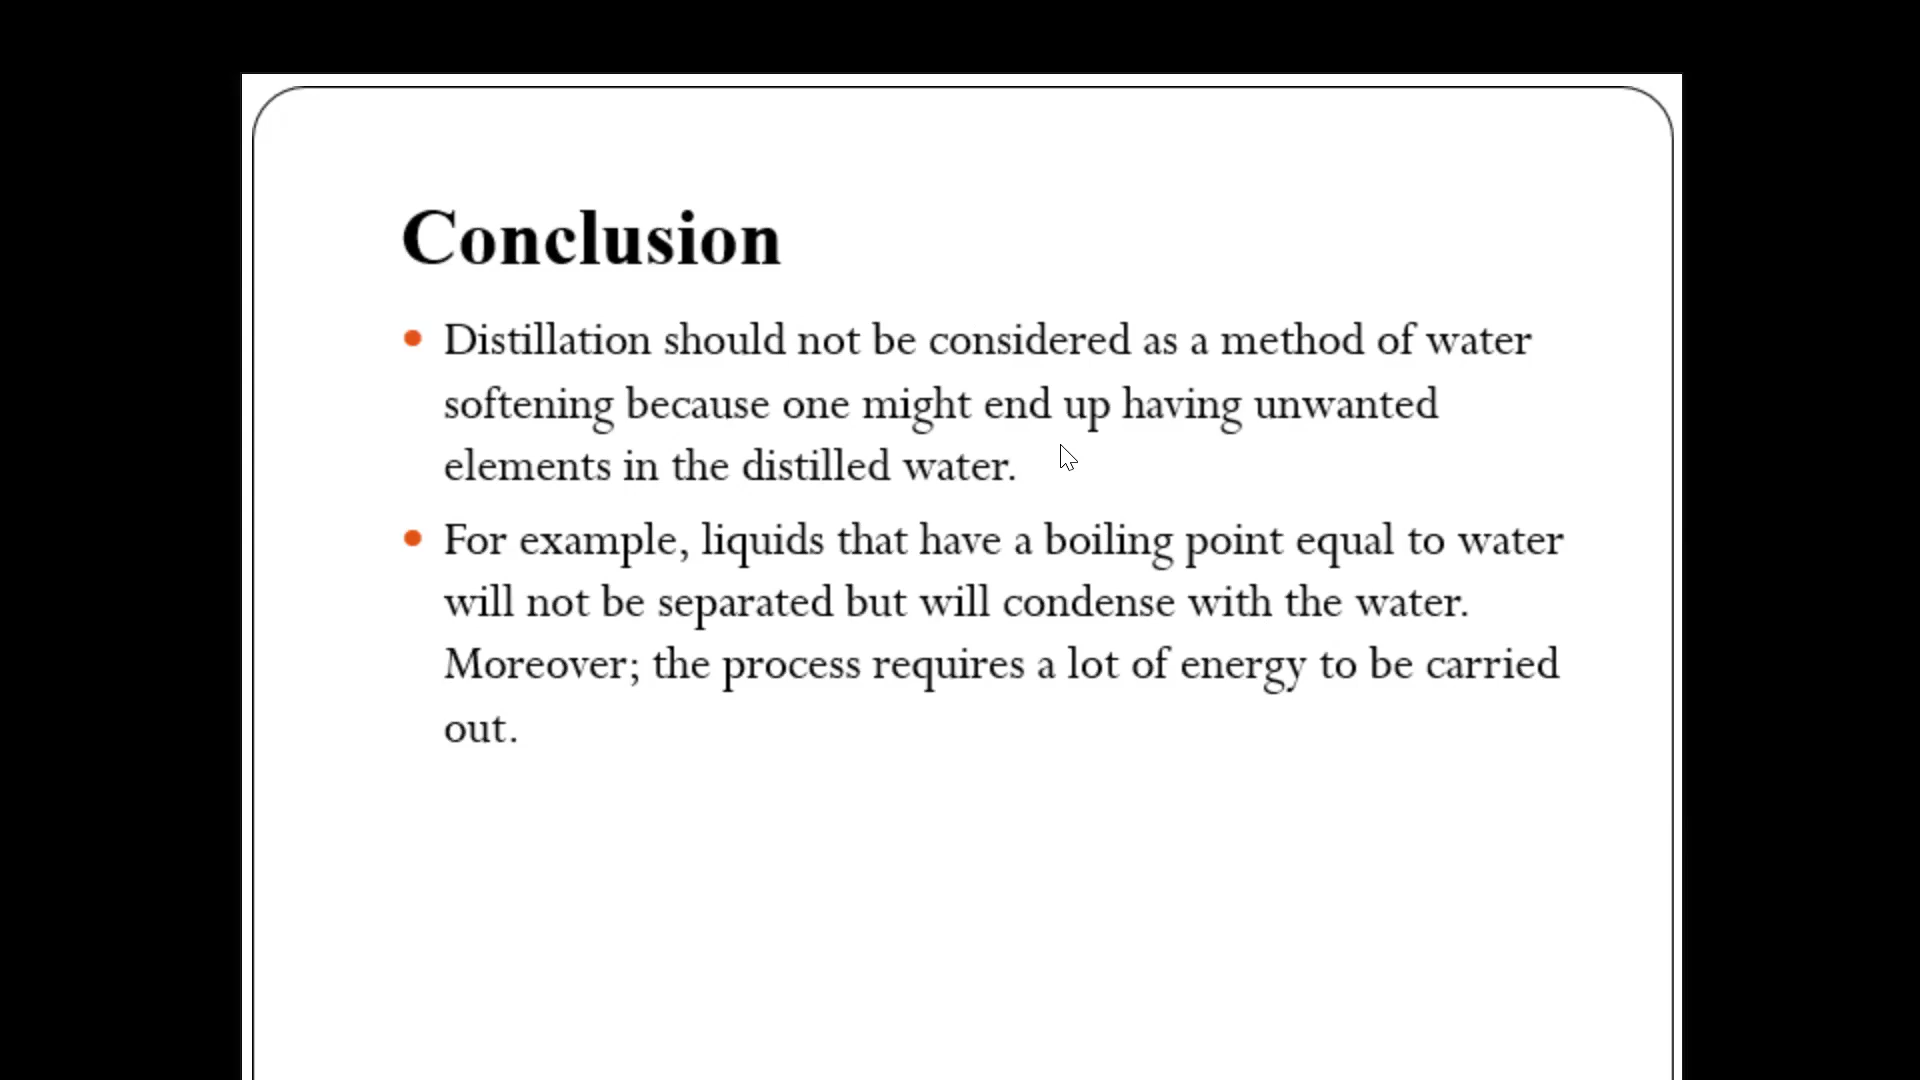 Conclusion
Distillation should not be considered as a method of water
softening because one might end up having unwanted
elements in the distilled water.
For example, liquids that have a boiling point equal to water
will not be separated but will condense with the water.
Moreover; the process requires a lot of energy to be carried
out.